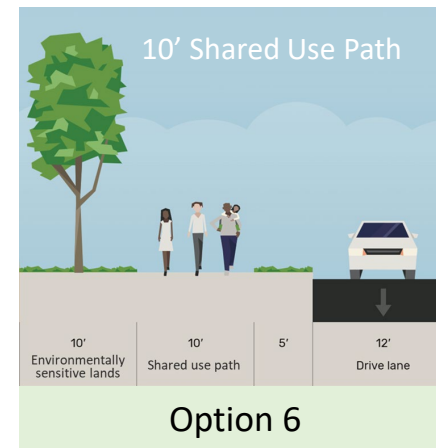 10’ Shared Use Path
10’
Environmentally
sensitive lands
10’
Shared use path
5’
12’
Drive lane
Option 6